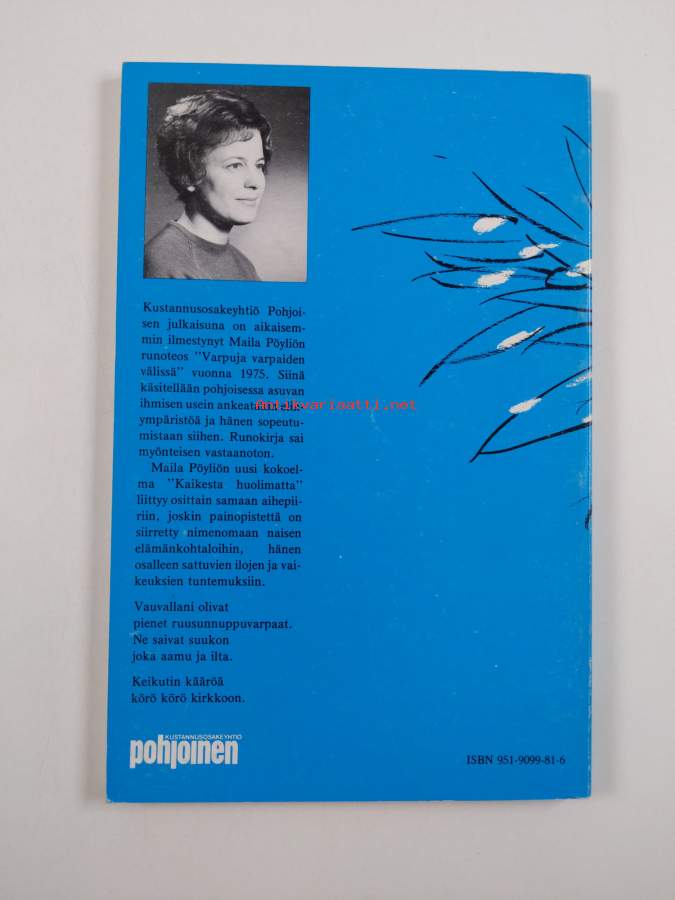 Kustannusosakeyhtiö Pohjoi-
sen julkaisuna on aikaisem-
min ilmestynyt Maila Pöyliön
runoteos "Varpuja varpaiden
välissä" vuonna 1975. Siinä
käsitellään pohjoisessa asuvan
ihmisen usein ankeata
Antikvariaatti.net
ympäristöä ja hänen sopeutu-
mistaan siihen. Runokirja sai
myönteisen vastaanoton.
Maila Pöyliön uusi kokoel-
ma "Kaikesta huolimatta"
liittyy osittain samaan aihepii-
riin, joskin painopistettä on
siirretty nimenomaan naisen
elämänkohtaloihin, hänen
osalleen sattuvien ilojen ja vai-
keuksien tuntemuksiin.
Vauvallani olivat
pienet ruusunnuppuvarpaat.
Ne saivat suukon
joka aamu ja ilta.
Keikutin kääröä
körö körö kirkkoon.
KUSTANNUSOSAKEYHTIÖ
pohjoinen
ISBN 951-9099-81-6